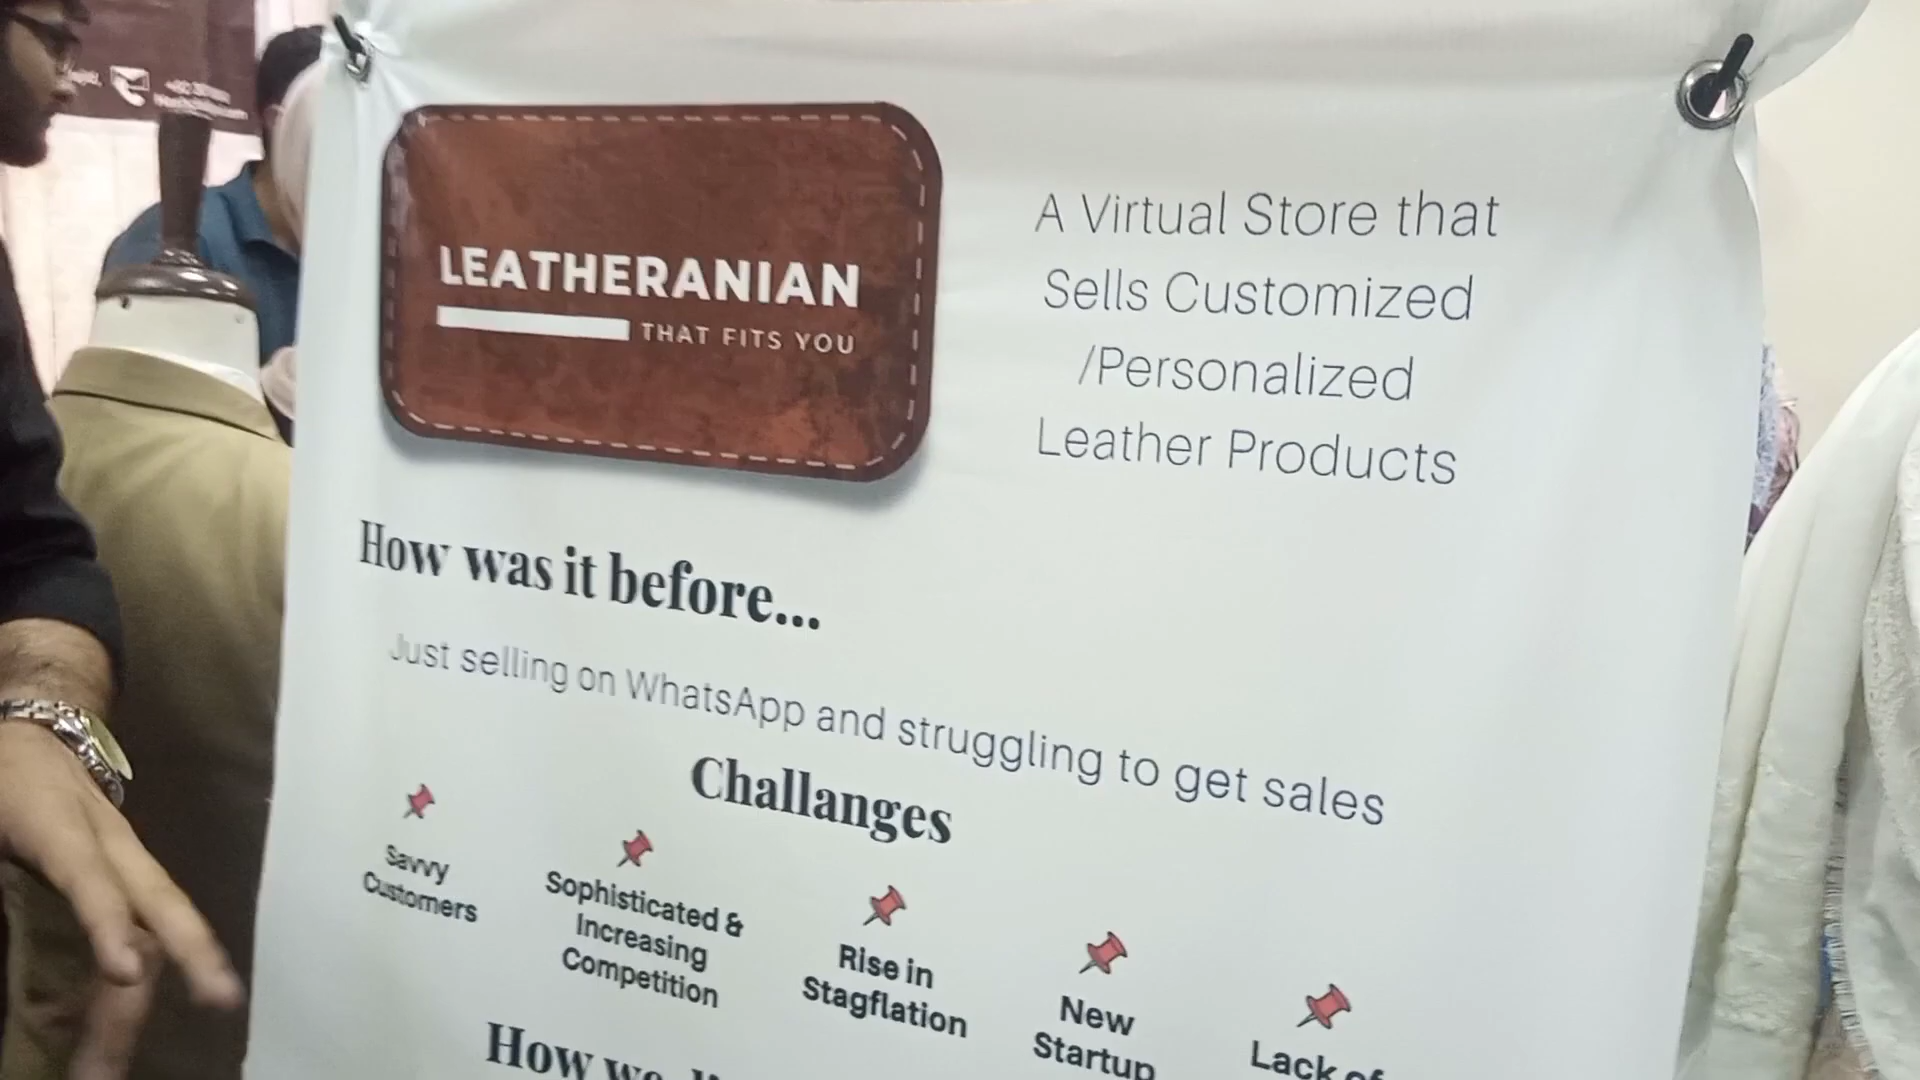 LEATHERANIAN
THAT FITS YOU
A Virtual Store that
Sells Customized
/Personalized
Leather Products
How was it before...
Just selling on WhatsApp and struggling to get sales
Challanges
Savvy
Customers
Sophisticated &
Increasing
Competition
Rise in
Stagflation
New
Startup
Lack of
How we